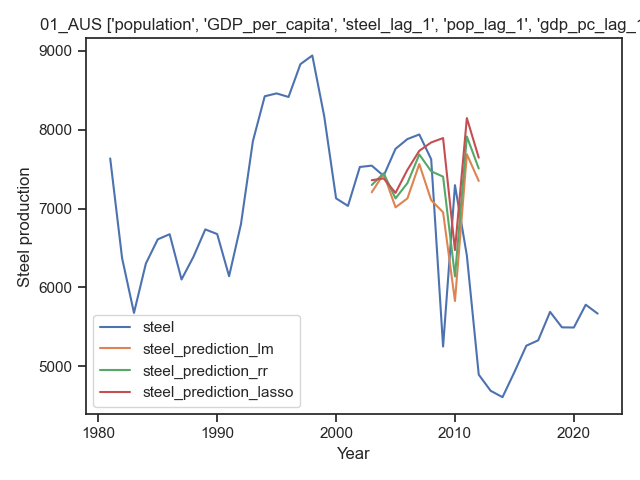 01_AUS ['population', 'GDP_per_capita', 'steel_lag_1', 'pop_lag_1', 'gdp_pc_lag_1
9000
8000
7000
6000
5000
Steel production
steel
steel_prediction_lm
steel_prediction_rr
steel_prediction_lasso
1980 1990 2000 2010 2020
Year